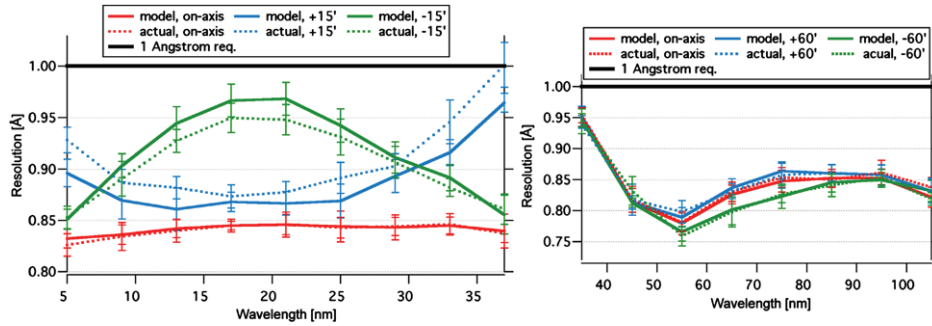 model, on-axis model, +15' model, -15'
actual, on-axis actual, +15' actual, -15'
1 Angstrom req.
1.00
0.95
0.90
0.85
0.80
Resolution [Å]
5 10 15 20 25 30 35
Wavelength [nm]
model, on-axis model, +60' model, -60'
actual, on-axis actual, +60' acual, -60'
1 Angstrom req.
1.00
0.95
0.90
0.85
0.80
0.75
Resolution [Å]
40 50 60 70 80 90 100
Wavelength [nm]